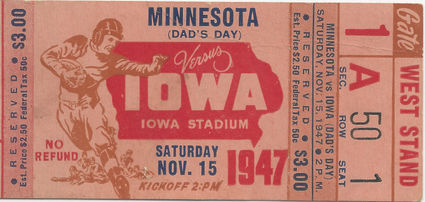 $3.00
RESERVED
Est. Price $2.50
Federal Tax 50c
MINNESOTA
(DAD'S DAY)
Versus
IOWA
IOWA STADIUM
NO
REFUND
SATURDAY
NOV. 15
1947
KICKOFF 2:PM
RESERVED
Est. Price $2.50
Federal Tax 50c
$3.00
MINNESOTA vs IOWA (DAD'S DAY)
SATURDAY, NOV. 15, 1947 @ 2 P.M.
1 A 50 1
SEC. ROW SEAT
Gate
WEST STAND